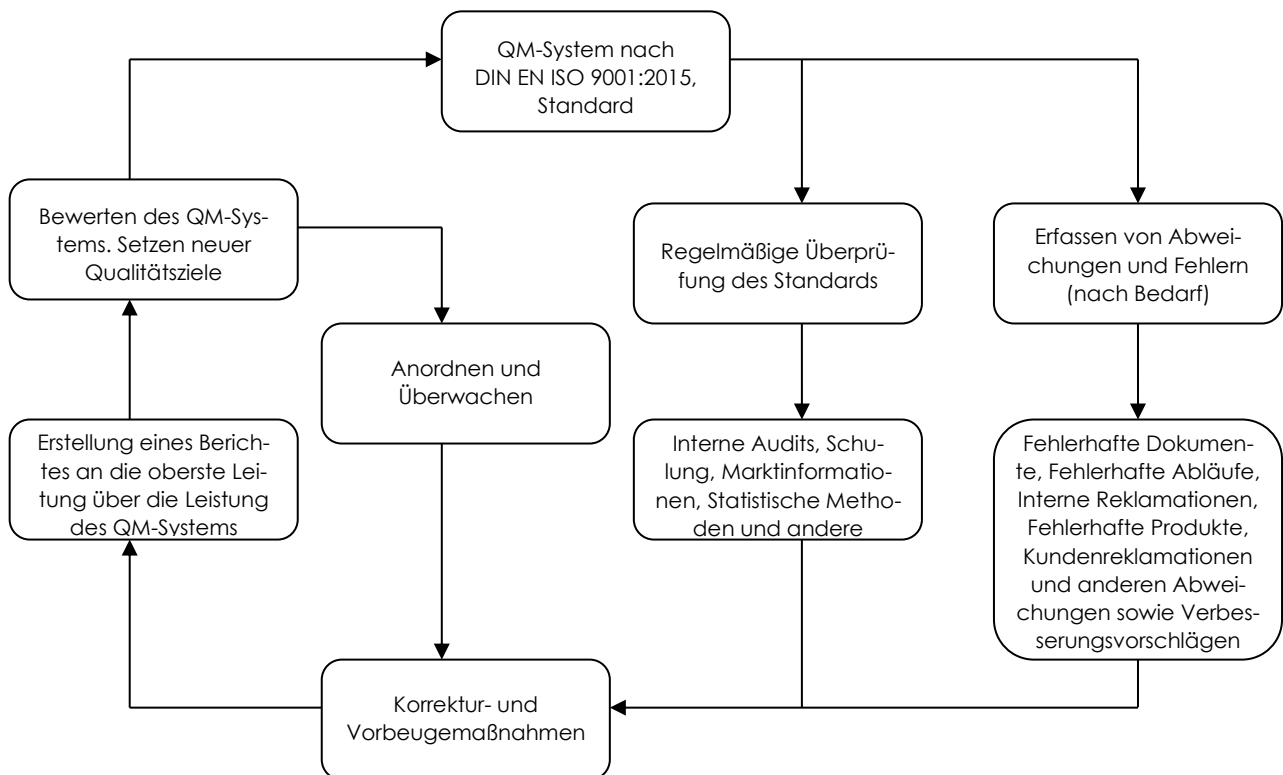 QM-System nach
DIN EN ISO 9001:2015,
Standard
Bewerten des QM-Sys-
tems. Setzen neuer
Qualitätsziele
Regelmäßige Überprü-
fung des Standards
Erfassen von Abwei-
chungen und Fehlern
(nach Bedarf)
Anordnen und
Überwachen
Erstellung eines Berich-
tes an die oberste Lei-
tung über die Leistung
des QM-Systems
Interne Audits, Schu-
lung, Marktinformatio-
nen, Statistische Metho-
den und andere
Fehlerhafte Dokumen-
te, Fehlerhafte Abläufe,
Interne Reklamationen,
Fehlerhafte Produkte,
Kundenreklamationen
und anderen Abwei-
chungen sowie Verbes-
serungsvorschlägen
Korrektur- und
Vorbeugemaßnahmen